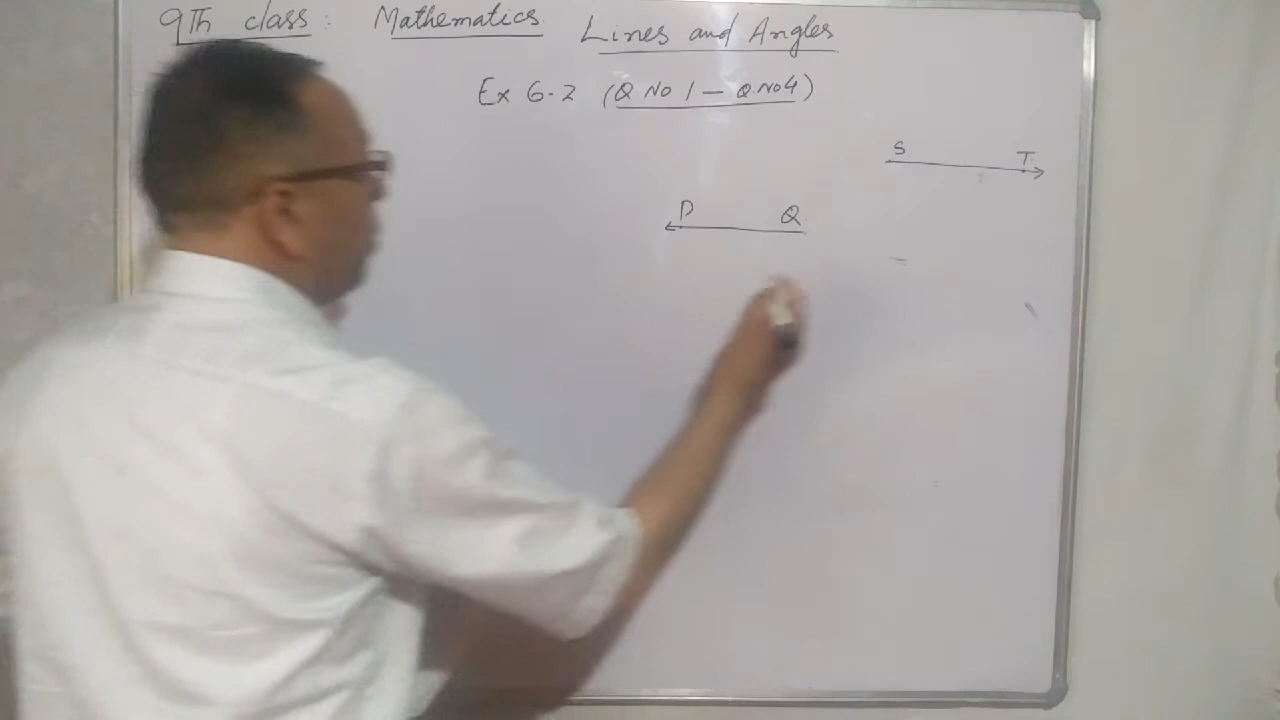 9Th class: Mathematics Lines and Angles
Ex 6.2 (Q No 1 — Q No 4)
S T
P Q